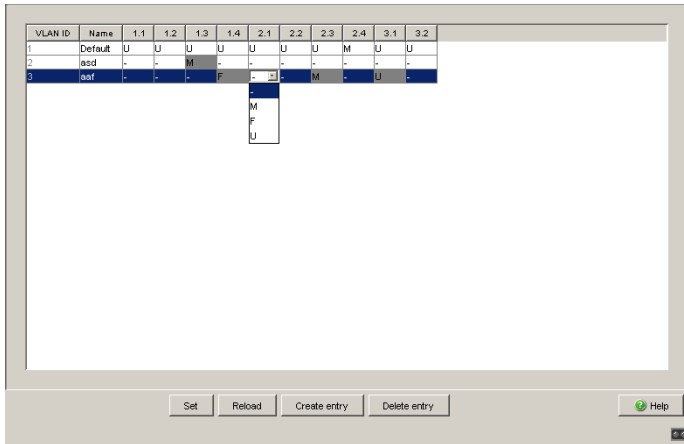 VLAN ID Name 1.1 1.2 1.3 1.4 2.1 2.2 2.3 2.4 3.1 3.2
1 Default U U U U U U U M U U
2 asd - - M - - - - - - -
3 aaf - - - F - - M - U -
-
M
F
U
Set Reload Create entry Delete entry Help